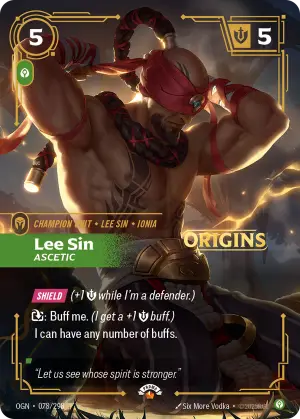 5
5
CHAMPION UNIT • LEE SIN • IONIA
Lee Sin
ASCETIC
ORIGINS
SHIELD (+1 while I'm a defender.)
: Buff me. (I get a +1 buff.)
I can have any number of buffs.
"Let us see whose spirit is stronger."
OGN • 078/298 Six More Vodka